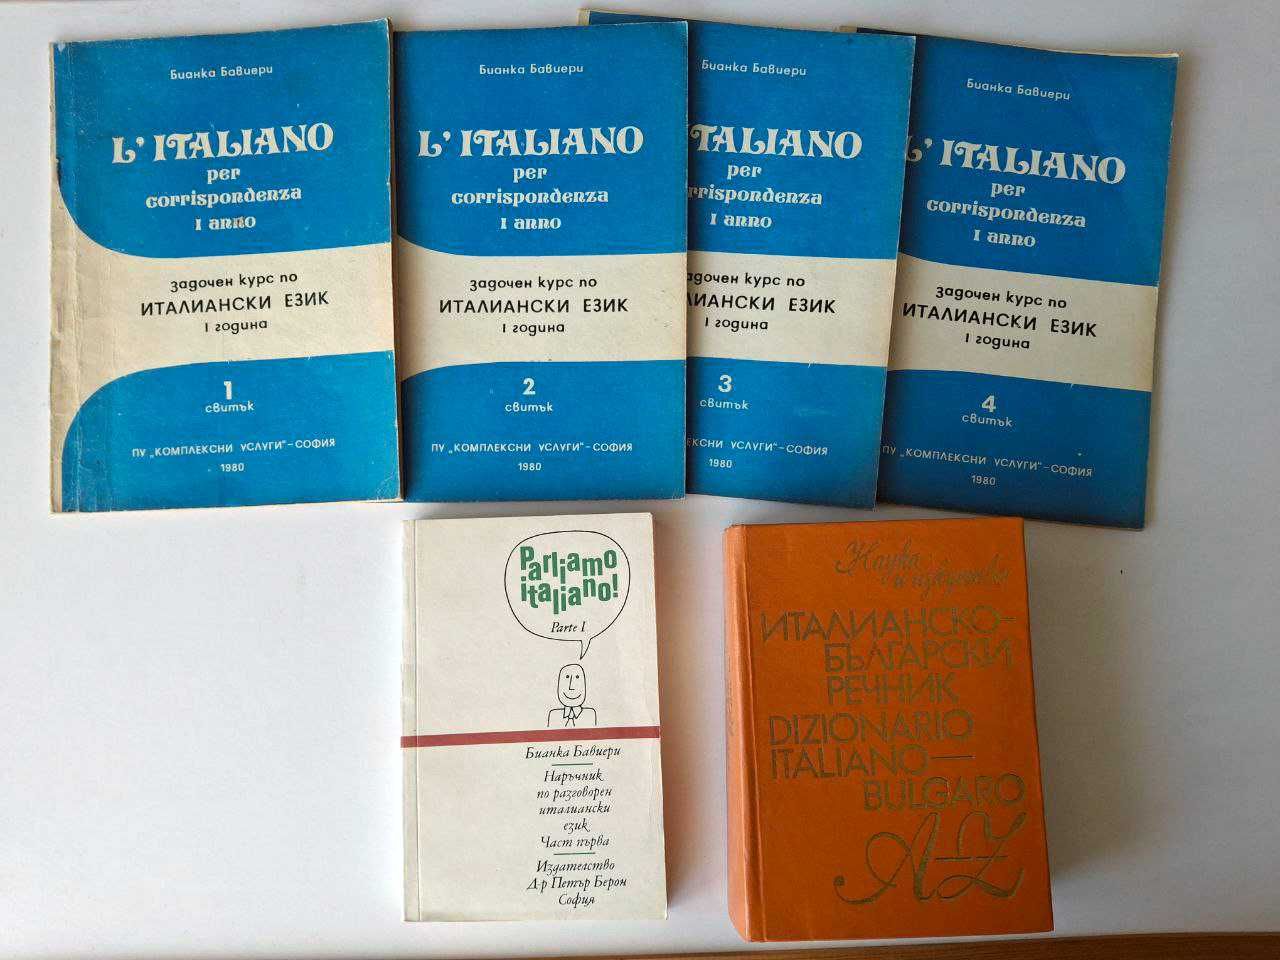 Бианка Бавиери
L' ITALIANO
per
corrispondenza
I anno
задочен курс по
ИТАЛИАНСКИ ЕЗИК
I година
1
свитък
ПУ „КОМПЛЕКСНИ УСЛУГИ“-СОФИЯ
1980
Бианка Бавиери
L' ITALIANO
per
corrispondenza
I anno
задочен курс по
ИТАЛИАНСКИ ЕЗИК
I година
2
свитък
ПУ „КОМПЛЕКСНИ УСЛУГИ“-СОФИЯ
1980
Бианка Бавиери
TALIANO
per
rrispondenza
I anno
адочен курс по
ЛИАНСКИ ЕЗИК
I година
3
свитък
ЕКСНИ УСЛУГИ“-СОФИЯ
1980
Бианка Бавиери
L' ITALIANO
per
corrispondenza
I anno
задочен курс по
ИТАЛИАНСКИ ЕЗИК
I година
4
свитък
ПУ „КОМПЛЕКСНИ УСЛУГИ“-СОФИЯ
1980
Parliamo
italiano!
Parte I
Бианка Бавиери
Наръчник
по разговорен
италиански
език
Част първа
Издателство
Д-р Петър Берон
София
Наука
и изкуство
ИТАЛИАНСКО-
БЪЛГАРСКИ
РЕЧНИК
DIZIONARIO
ITALIANO-
BULGARO
A-Z